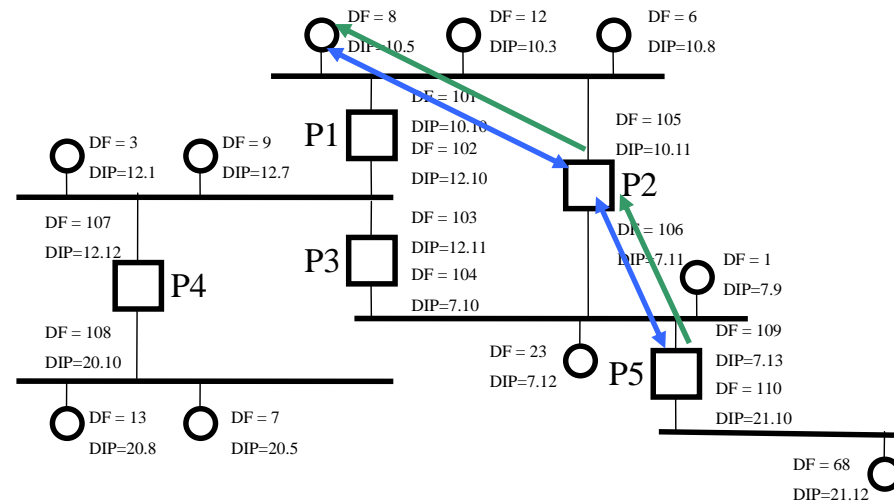 DF = 8
DIP=10.5
DF = 12
DIP=10.3
DF = 6
DIP=10.8
DF = 101
DIP=10.10
P1
DF = 102
DIP=12.10
DF = 105
DIP=10.11
P2
DF = 3
DIP=12.1
DF = 9
DIP=12.7
DF = 107
DIP=12.12
P4
DF = 103
DIP=12.11
P3
DF = 104
DIP=7.10
DF = 106
DIP=7.11
DF = 1
DIP=7.9
DF = 108
DIP=20.10
DF = 23
DIP=7.12
P5
DF = 109
DIP=7.13
DF = 110
DIP=21.10
DF = 13
DIP=20.8
DF = 7
DIP=20.5
DF = 68
DIP=21.12